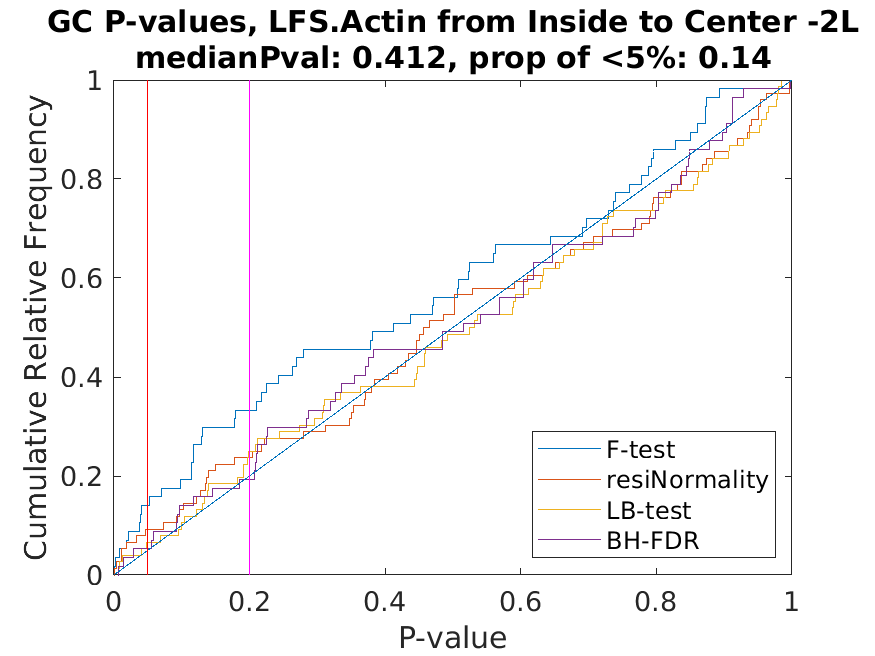 GC P-values, LFS.Actin from Inside to Center -2L
medianPval: 0.412, prop of <5%: 0.14
Cumulative Relative Frequency
1
0.8
0.6
0.4
0.2
0
0
0.2
0.4
0.6
0.8
1
P-value
F-test
resiNormality
LB-test
BH-FDR